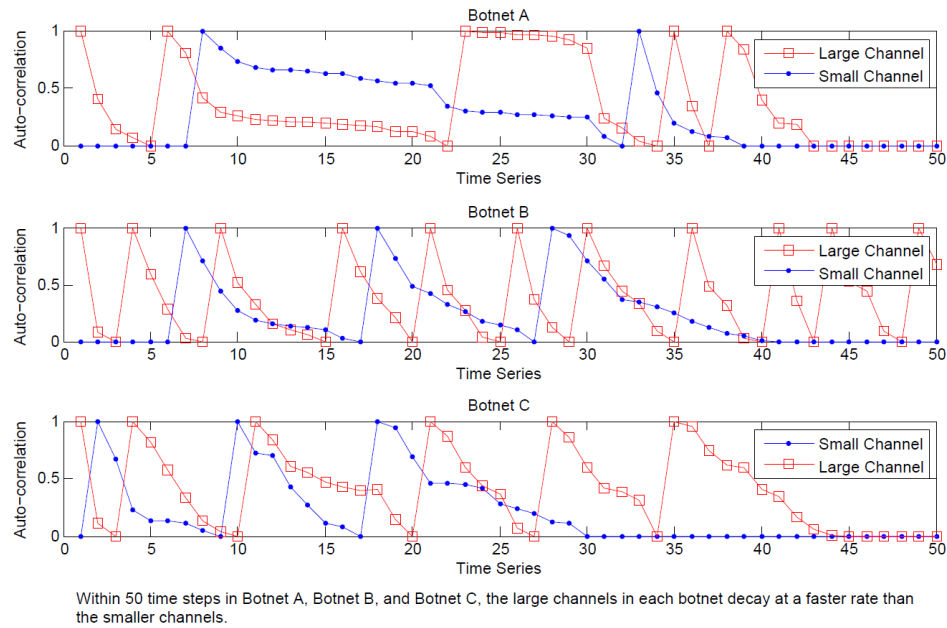 Botnet A
1
0.5
0
Auto-correlation
Large Channel
Small Channel
0 5 10 15 20 25 30 35 40 45 50
Time Series
Botnet B
1
0.5
0
Auto-correlation
Large Channel
Small Channel
0 5 10 15 20 25 30 35 40 45 50
Time Series
Botnet C
1
0.5
0
Auto-correlation
Small Channel
Large Channel
0 5 10 15 20 25 30 35 40 45 50
Time Series
Within 50 time steps in Botnet A, Botnet B, and Botnet C, the large channels in each botnet decay at a faster rate than
the smaller channels.